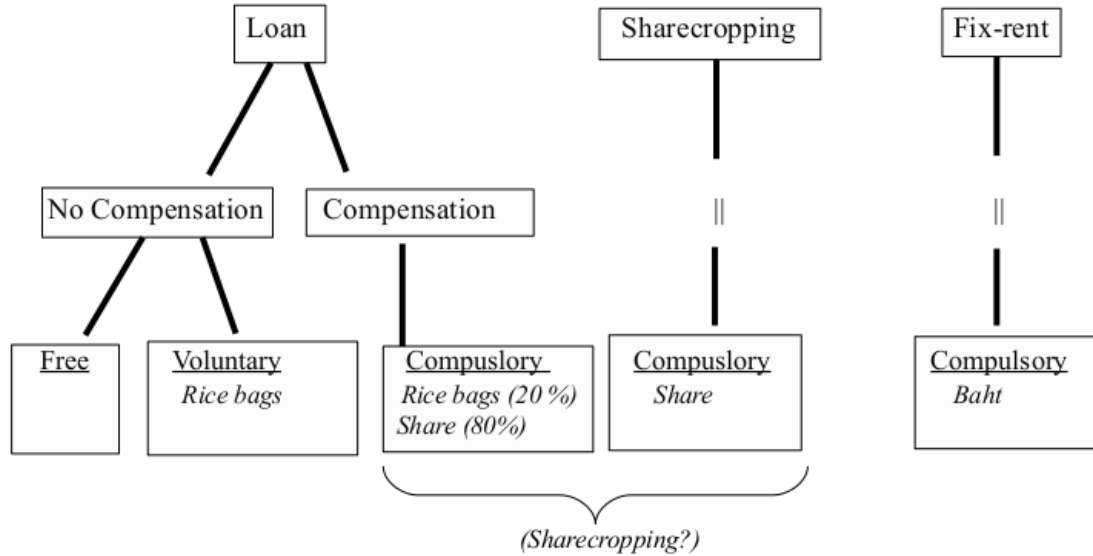 Loan
Sharecropping
Fix-rent
No Compensation
Compensation
||
||
Free
Voluntary
Rice bags
Compuslory
Rice bags (20 %)
Share (80%)
Compuslory
Share
Compulsory
Baht
(Sharecropping?)